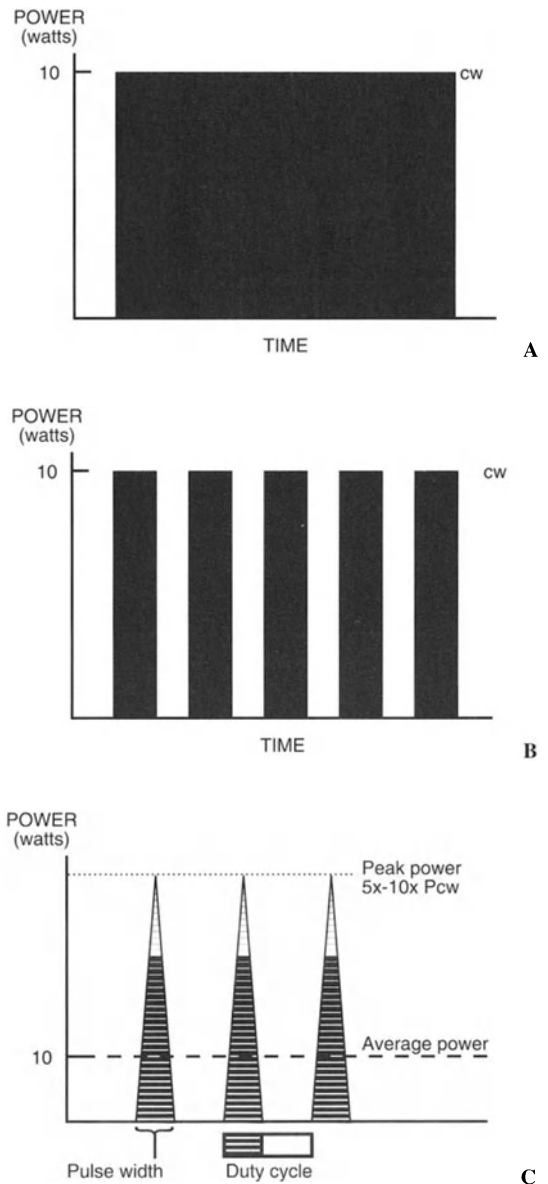 POWER
(watts)
10
cw
TIME
A
POWER
(watts)
10
cw
TIME
B
POWER
(watts)
Peak power
5x-10x Pcw
Average power
10
Pulse width
Duty cycle
C